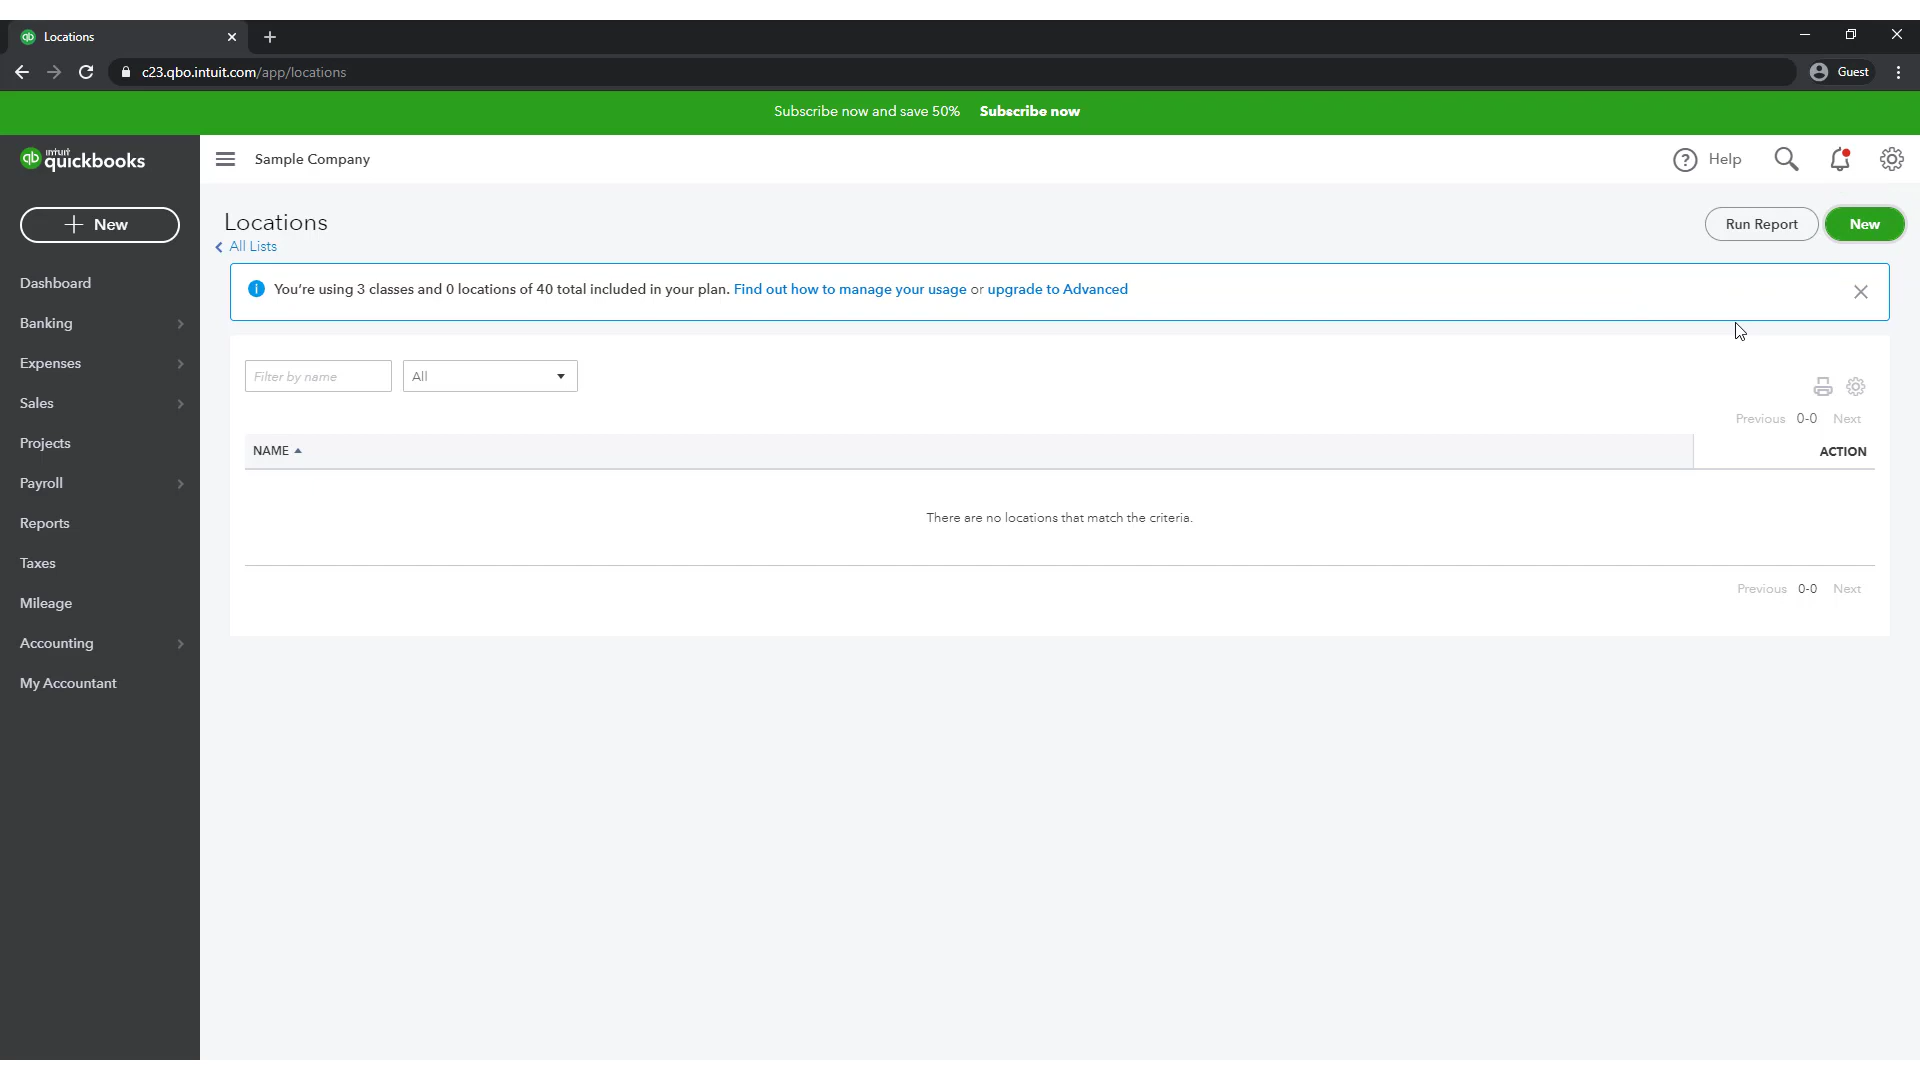 Locations
c23.qbo.intuit.com/app/locations
Guest
Subscribe now and save 50% Subscribe now
intuit quickbooks
Sample Company
Help
New
Dashboard
Banking
Expenses
Sales
Projects
Payroll
Reports
Taxes
Mileage
Accounting
My Accountant
Locations
All Lists
Run Report
New
You're using 3 classes and 0 locations of 40 total included in your plan. Find out how to manage your usage or upgrade to Advanced
Filter by name
All
Previous 0-0 Next
NAME ACTION
There are no locations that match the criteria.
Previous 0-0 Next